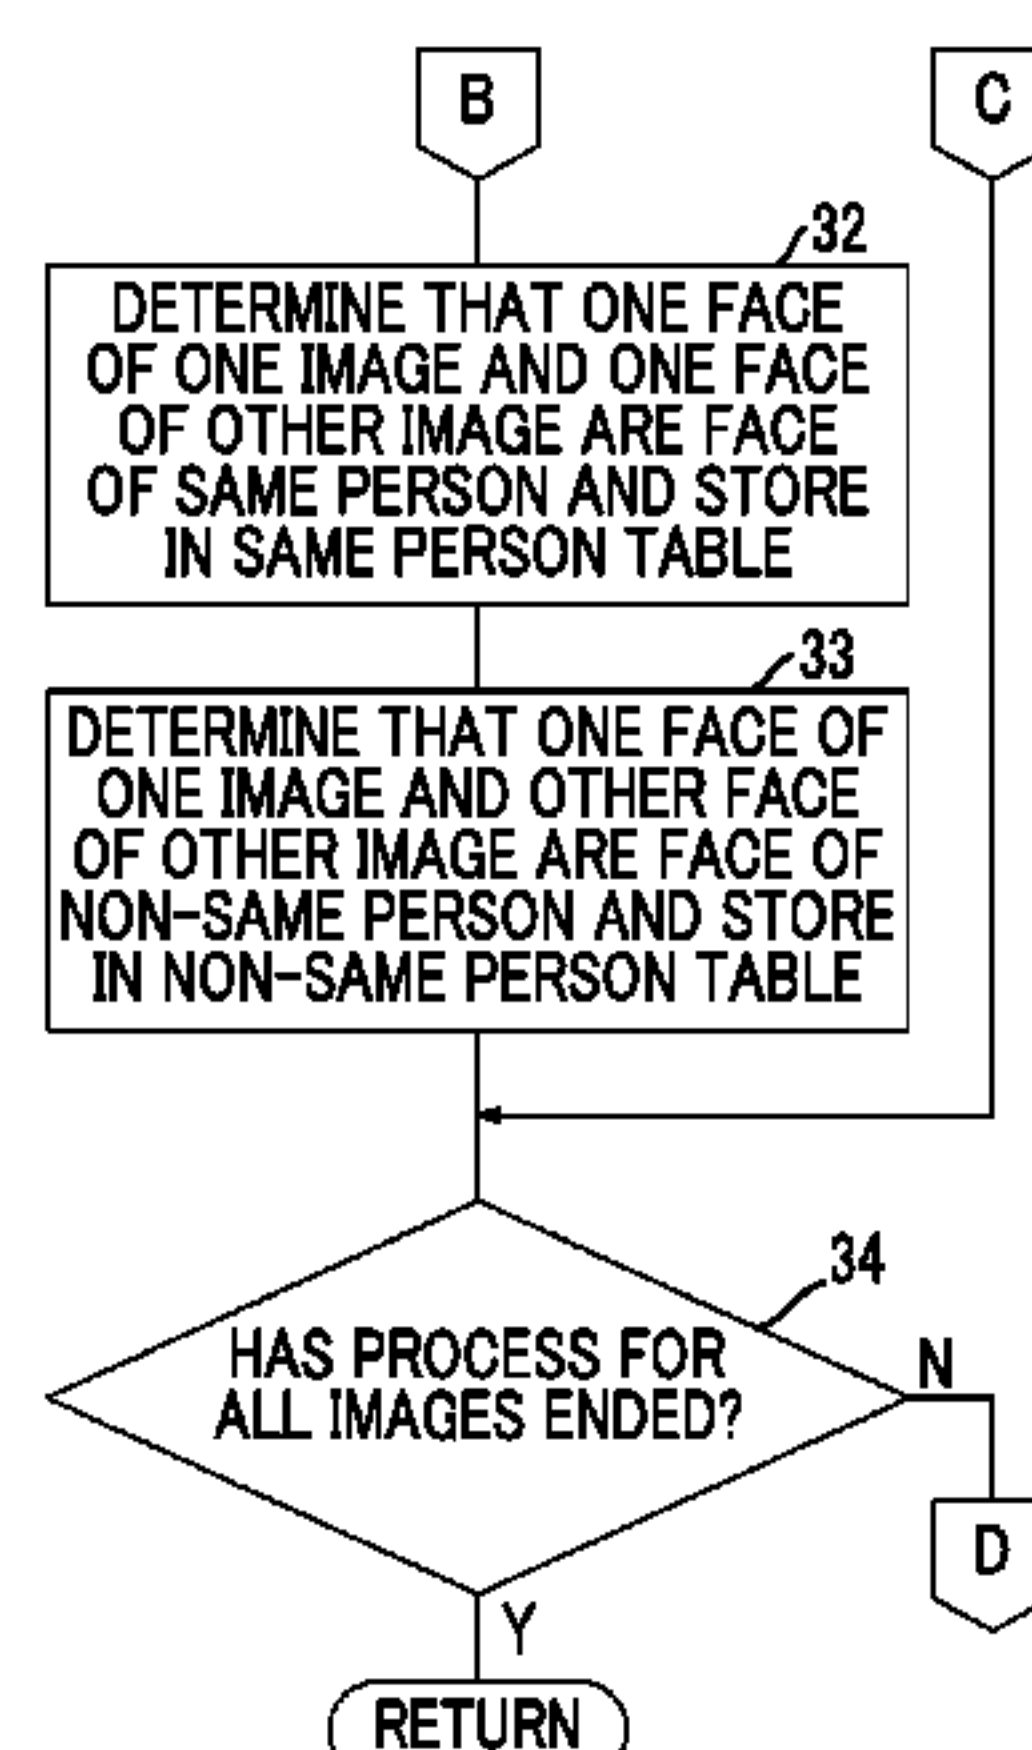 B
C
32
DETERMINE THAT ONE FACE
OF ONE IMAGE AND ONE FACE
OF OTHER IMAGE ARE FACE
OF SAME PERSON AND STORE
IN SAME PERSON TABLE
33
DETERMINE THAT ONE FACE OF
ONE IMAGE AND OTHER FACE
OF OTHER IMAGE ARE FACE OF
NON-SAME PERSON AND STORE
IN NON-SAME PERSON TABLE
34
HAS PROCESS FOR
ALL IMAGES ENDED?
N
D
Y
RETURN